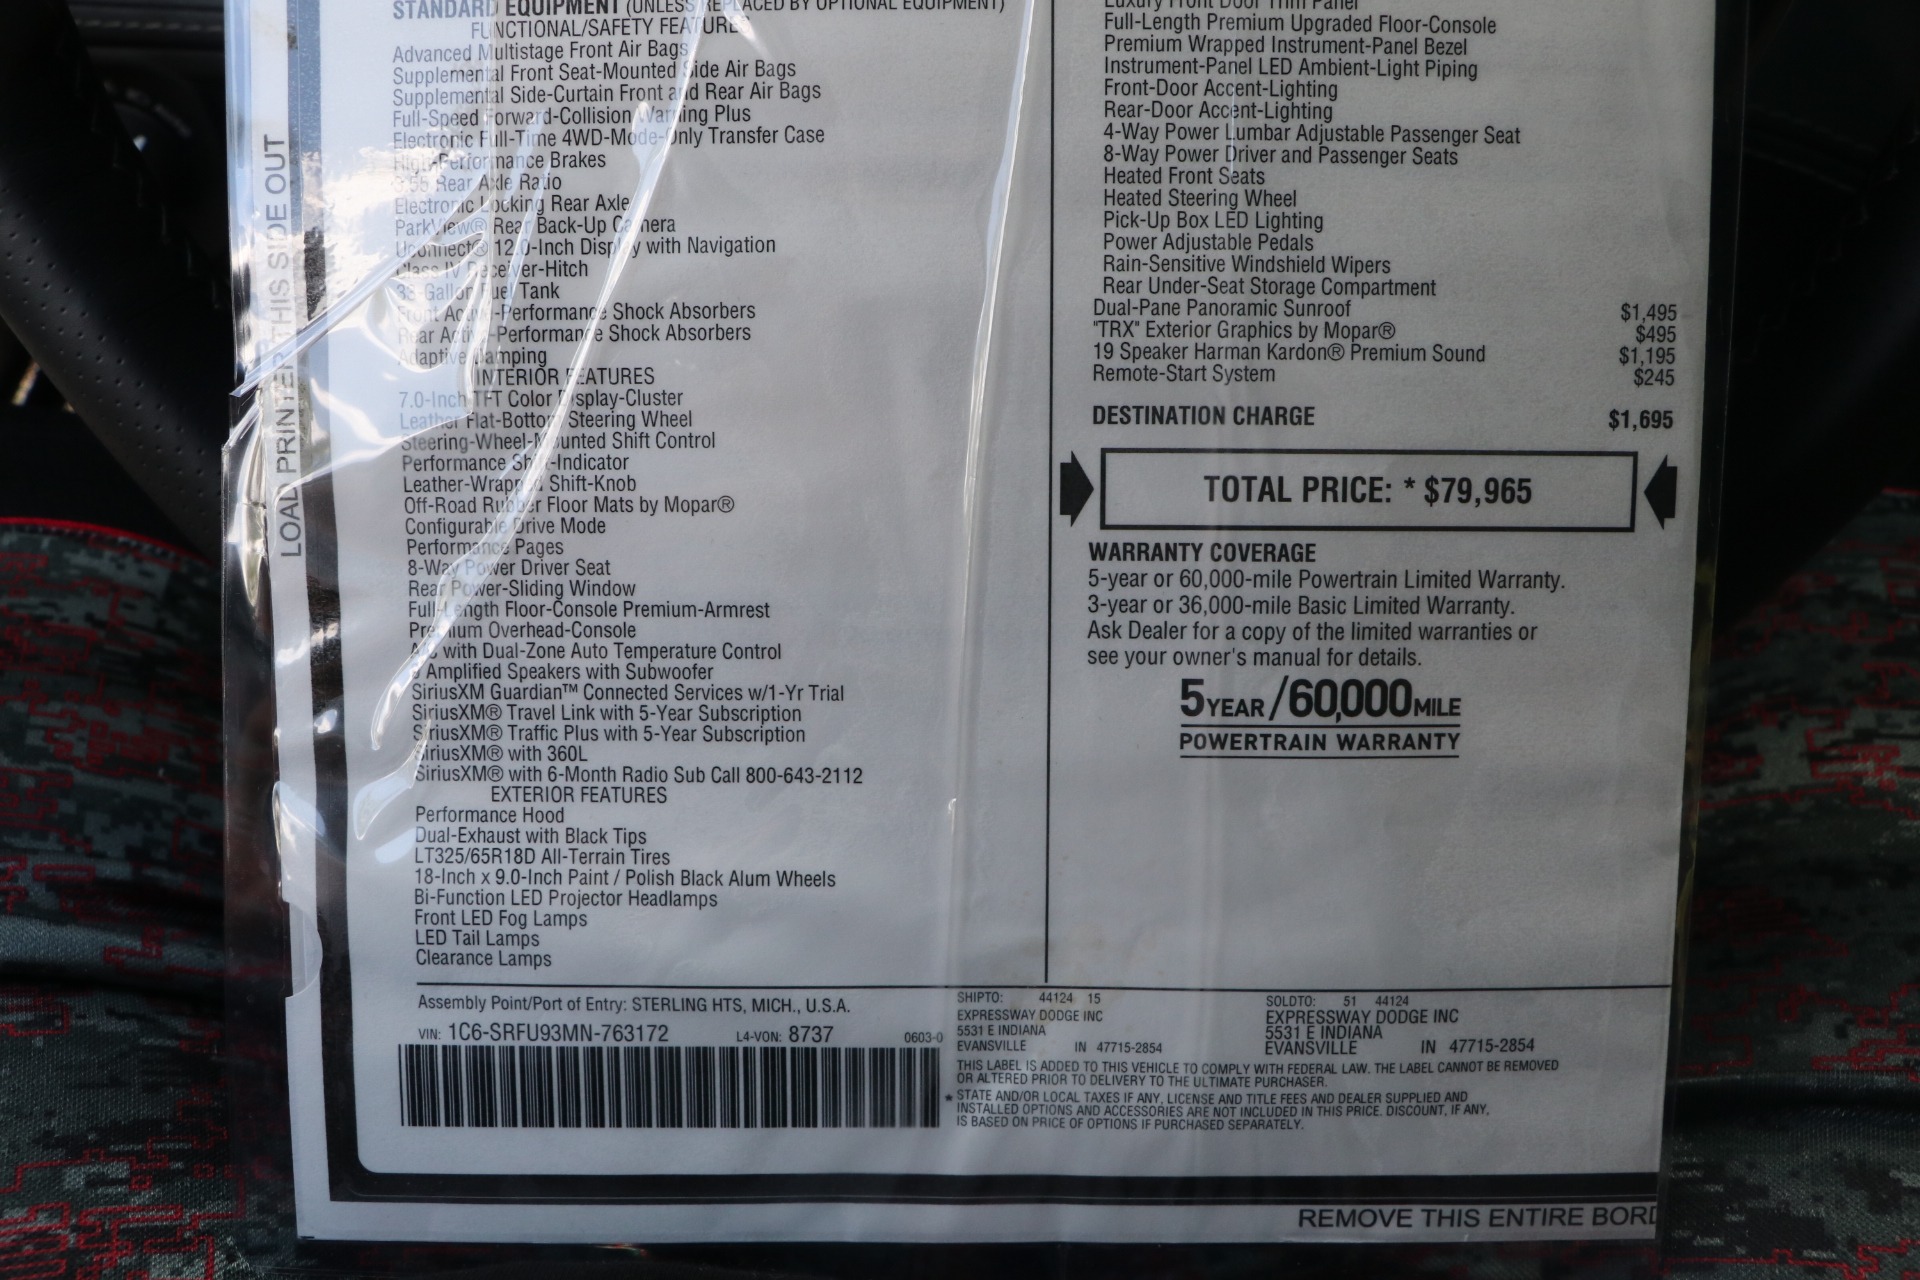 LOAD PRINTER THIS SIDE OUT
STANDARD EQUIPMENT (UNLESS REPLACED BY OPTIONAL EQUIPMENT)
FUNCTIONAL/SAFETY FEATURES
Advanced Multistage Front Air Bags
Supplemental Front Seat-Mounted Side Air Bags
Supplemental Side-Curtain Front and Rear Air Bags
Full-Speed Forward-Collision Warning Plus
Electronic Full-Time 4WD-Mode-Only Transfer Case
High-Performance Brakes
3.55 Rear Axle Ratio
Electronic Locking Rear Axle
ParkView® Rear Back-Up Camera
Uconnect® 12.0-Inch Display with Navigation
Class IV Receiver-Hitch
33-Gallon Fuel Tank
Front Active-Performance Shock Absorbers
Rear Active-Performance Shock Absorbers
Adaptive Damping
INTERIOR FEATURES
7.0-Inch TFT Color Display-Cluster
Leather Flat-Bottom Steering Wheel
Steering-Wheel-Mounted Shift Control
Performance Shift-Indicator
Leather-Wrapped Shift-Knob
Off-Road Rubber Floor Mats by Mopar®
Configurable Drive Mode
Performance Pages
8-Way Power Driver Seat
Rear Power-Sliding Window
Full-Length Floor-Console Premium-Armrest
Premium Overhead-Console
A/C with Dual-Zone Auto Temperature Control
Amplified Speakers with Subwoofer
SiriusXM Guardian™ Connected Services w/1-Yr Trial
SiriusXM® Travel Link with 5-Year Subscription
SiriusXM® Traffic Plus with 5-Year Subscription
SiriusXM® with 360L
SiriusXM® with 6-Month Radio Sub Call 800-643-2112
EXTERIOR FEATURES
Performance Hood
Dual-Exhaust with Black Tips
LT325/65R18D All-Terrain Tires
18-Inch x 9.0-Inch Paint / Polish Black Alum Wheels
Bi-Function LED Projector Headlamps
Front LED Fog Lamps
LED Tail Lamps
Clearance Lamps
Luxury Front Door Trim Panel
Full-Length Premium Upgraded Floor-Console
Premium Wrapped Instrument-Panel Bezel
Instrument-Panel LED Ambient-Light Piping
Front-Door Accent-Lighting
Rear-Door Accent-Lighting
4-Way Power Lumbar Adjustable Passenger Seat
8-Way Power Driver and Passenger Seats
Heated Front Seats
Heated Steering Wheel
Pick-Up Box LED Lighting
Power Adjustable Pedals
Rain-Sensitive Windshield Wipers
Rear Under-Seat Storage Compartment
Dual-Pane Panoramic Sunroof $1,495
"TRX" Exterior Graphics by Mopar® $495
19 Speaker Harman Kardon® Premium Sound $1,195
Remote-Start System $245
DESTINATION CHARGE $1,695
TOTAL PRICE: * $79,965
WARRANTY COVERAGE
5-year or 60,000-mile Powertrain Limited Warranty.
3-year or 36,000-mile Basic Limited Warranty.
Ask Dealer for a copy of the limited warranties or
see your owner's manual for details.
5YEAR/60,000MILE
POWERTRAIN WARRANTY
Assembly Point/Port of Entry: STERLING HTS, MICH., U.S.A.
VIN: 1C6-SRFU93MN-763172 L4-VON: 8737 0603-0
SHIPTO: 44124 15
EXPRESSWAY DODGE INC
5531 E INDIANA
EVANSVILLE IN 47715-2854
SOLDTO: 51 44124
EXPRESSWAY DODGE INC
5531 E INDIANA
EVANSVILLE IN 47715-2854
THIS LABEL IS ADDED TO THIS VEHICLE TO COMPLY WITH FEDERAL LAW. THE LABEL CANNOT BE REMOVED
OR ALTERED PRIOR TO DELIVERY TO THE ULTIMATE PURCHASER.
* STATE AND/OR LOCAL TAXES IF ANY, LICENSE AND TITLE FEES AND DEALER SUPPLIED AND
INSTALLED OPTIONS AND ACCESSORIES ARE NOT INCLUDED IN THIS PRICE. DISCOUNT, IF ANY,
IS BASED ON PRICE OF OPTIONS IF PURCHASED SEPARATELY.
REMOVE THIS ENTIRE BORD